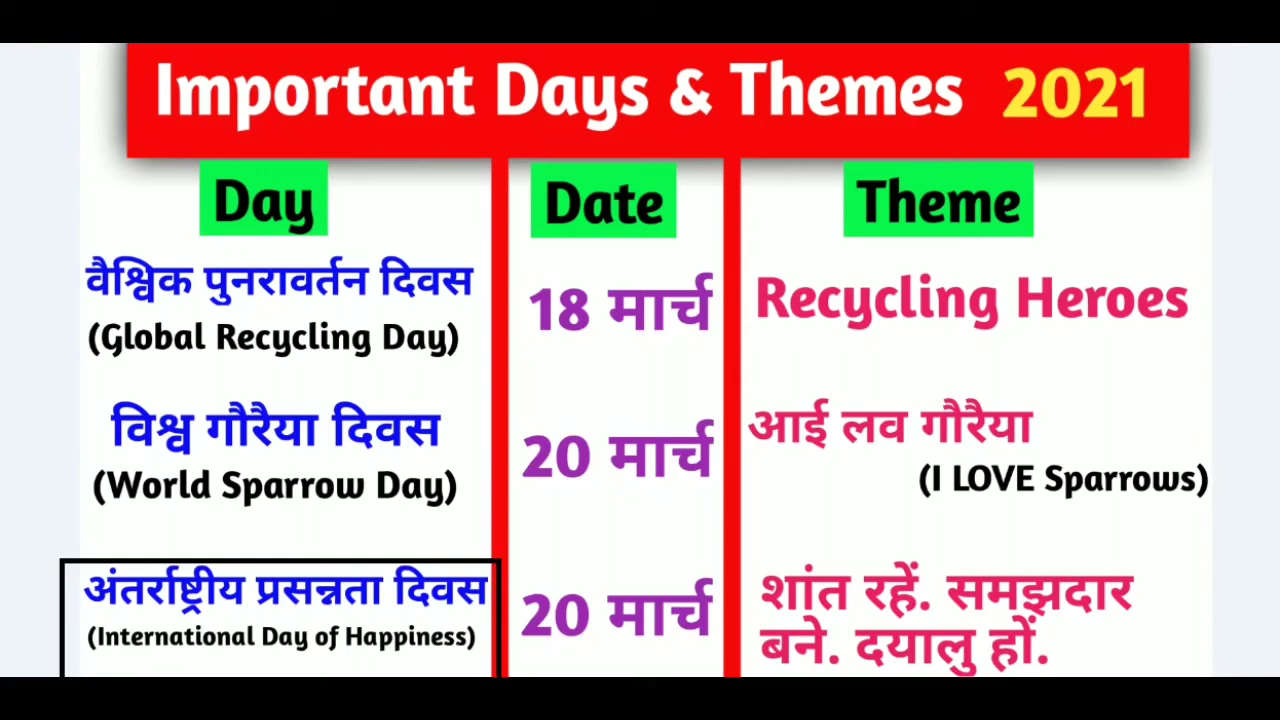 Important Days & Themes 2021
Day Date Theme
वैश्विक पुनरावर्तन दिवस
(Global Recycling Day)
18 मार्च
Recycling Heroes
विश्व गौरैया दिवस
(World Sparrow Day)
20 मार्च
आई लव गौरैया
(I LOVE Sparrows)
अंतर्राष्ट्रीय प्रसन्नता दिवस
(International Day of Happiness)
20 मार्च
शांत रहें. समझदार
बने. दयालु हों.